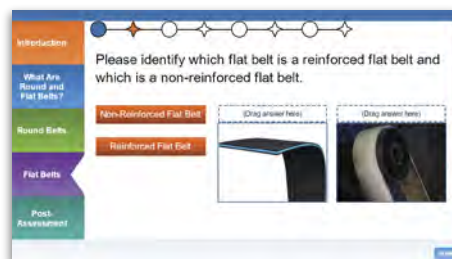 Introduction
What Are
Round and
Flat Belts?
Round Belts
Flat Belts
Post-
Assessment
Please identify which flat belt is a reinforced flat belt and
which is a non-reinforced flat belt.
Non-Reinforced Flat Belt
Reinforced Flat Belt
(Drag answer here)
(Drag answer here)